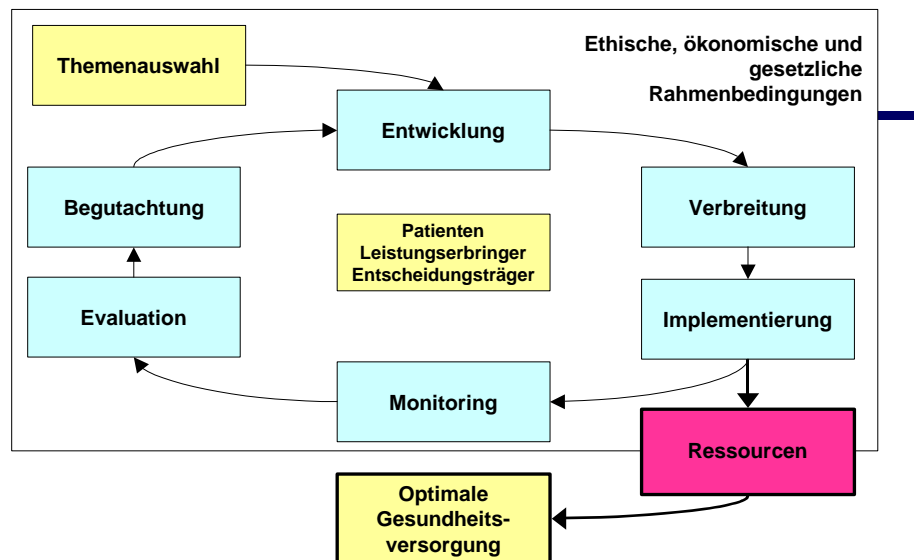 Ethische, ökonomische und
gesetzliche
Rahmenbedingungen
Themenauswahl
Entwicklung
Begutachtung
Verbreitung
Patienten
Leistungserbringer
Entscheidungsträger
Evaluation
Implementierung
Monitoring
Ressourcen
Optimale
Gesundheits-
versorgung